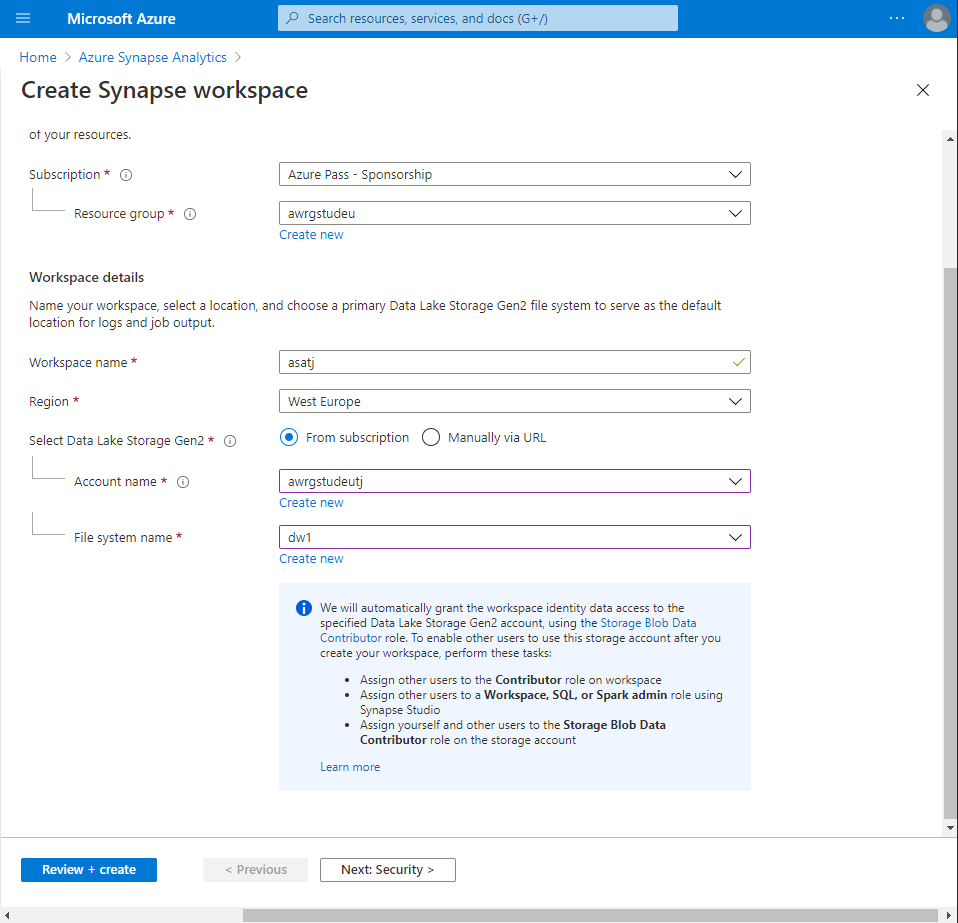 Microsoft Azure
Search resources, services, and docs (G+/)
Home > Azure Synapse Analytics >
Create Synapse workspace
of your resources.
Subscription *
Azure Pass - Sponsorship
Resource group *
awrgstudeu
Create new
Workspace details
Name your workspace, select a location, and choose a primary Data Lake Storage Gen2 file system to serve as the default
location for logs and job output.
Workspace name *
asatj
Region *
West Europe
Select Data Lake Storage Gen2 *
From subscription
Manually via URL
Account name *
awrgstudeutj
Create new
File system name *
dw1
Create new
We will automatically grant the workspace identity data access to the
specified Data Lake Storage Gen2 account, using the Storage Blob Data
Contributor role. To enable other users to use this storage account after you
create your workspace, perform these tasks:
• Assign other users to the Contributor role on workspace
• Assign other users to a Workspace, SQL, or Spark admin role using
Synapse Studio
• Assign yourself and other users to the Storage Blob Data
Contributor role on the storage account
Learn more
Review + create
< Previous
Next: Security >